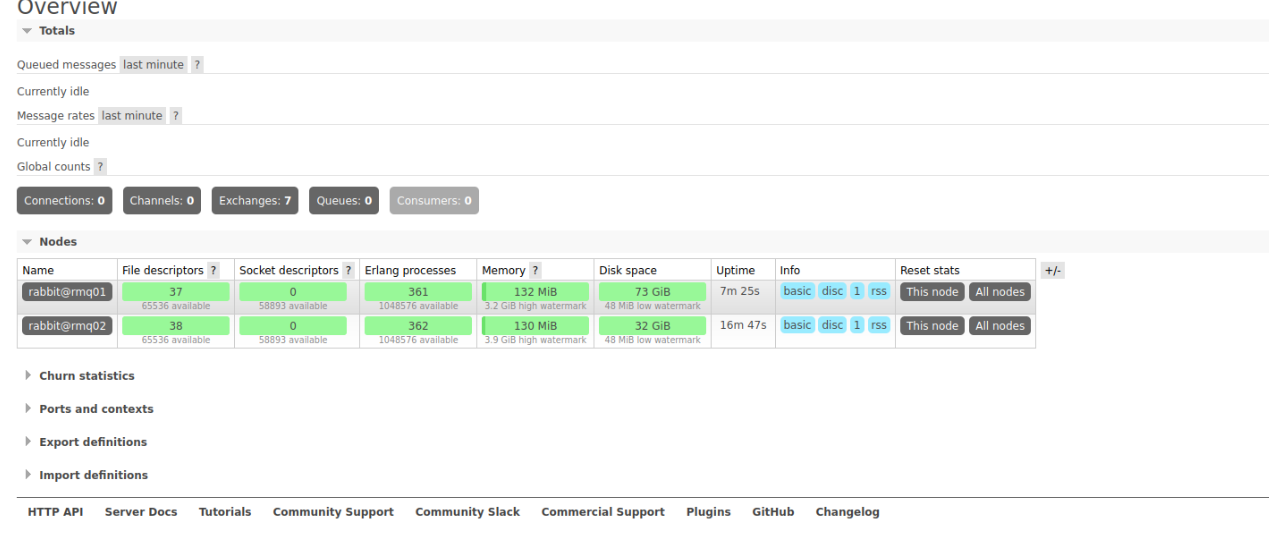 Overview
Totals
Queued messages last minute ?
Currently idle
Message rates last minute ?
Currently idle
Global counts ?
Connections: 0 Channels: 0 Exchanges: 7 Queues: 0 Consumers: 0
Nodes
Name File descriptors ? Socket descriptors ? Erlang processes Memory ? Disk space Uptime Info Reset stats +/-
rabbit@rmq01 37 0 361 132 MiB 73 GiB 7m 25s basic disc 1 rss This node All nodes
65536 available 58893 available 1048576 available 3.2 GiB high watermark 48 MiB low watermark
rabbit@rmq02 38 0 362 130 MiB 32 GiB 16m 47s basic disc 1 rss This node All nodes
65536 available 58893 available 1048576 available 3.9 GiB high watermark 48 MiB low watermark
Churn statistics
Ports and contexts
Export definitions
Import definitions
HTTP API Server Docs Tutorials Community Support Community Slack Commercial Support Plugins GitHub Changelog